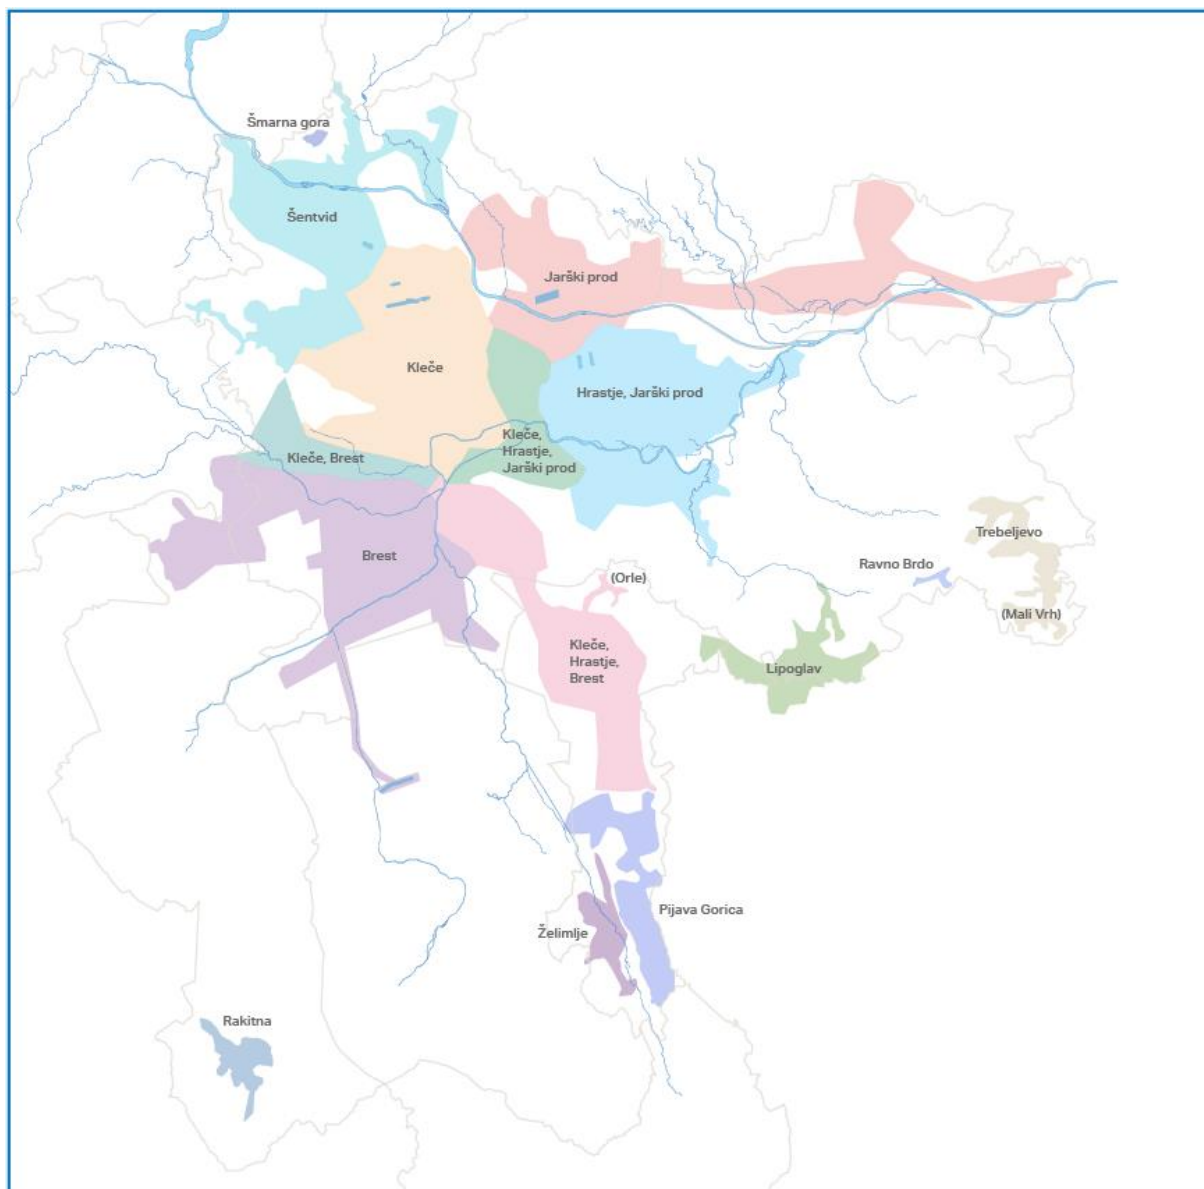 Šmarna gora
Šentvid
Jarški prod
Kleče
Hrastje, Jarški prod
Kleče,
Hrastje,
Jarški prod
Kleče, Brest
Brest
Trebeljevo
Ravno Brdo
(Orle)
(Mali Vrh)
Kleče,
Hrastje,
Brest
Lipoglav
Pijava Gorica
Želimlje
Rakitna